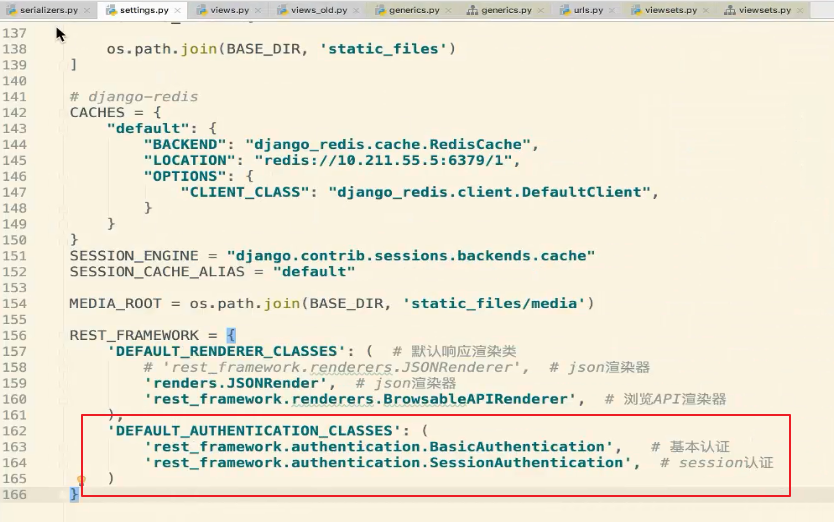 serializers.py settings.py views.py views_old.py generics.py generics.py urls.py viewsets.py viewsets.py
137
138 os.path.join(BASE_DIR, 'static_files')
139 ]
140
141 # django-redis
142 CACHES = {
143 "default": {
144 "BACKEND": "django_redis.cache.RedisCache",
145 "LOCATION": "redis://10.211.55.5:6379/1",
146 "OPTIONS": {
147 "CLIENT_CLASS": "django_redis.client.DefaultClient",
148 }
149 }
150 }
151 SESSION_ENGINE = "django.contrib.sessions.backends.cache"
152 SESSION_CACHE_ALIAS = "default"
153
154 MEDIA_ROOT = os.path.join(BASE_DIR, 'static_files/media')
155
156 REST_FRAMEWORK = {
157 'DEFAULT_RENDERER_CLASSES': ( # 默认响应渲染类
158 # 'rest_framework.renderers.JSONRenderer', # json渲染器
159 'renders.JSONRender', # json渲染器
160 'rest_framework.renderers.BrowsableAPIRenderer', # 浏览API渲染器
161 ),
162 'DEFAULT_AUTHENTICATION_CLASSES': (
163 'rest_framework.authentication.BasicAuthentication', # 基本认证
164 'rest_framework.authentication.SessionAuthentication', # session认证
165 )
166 }